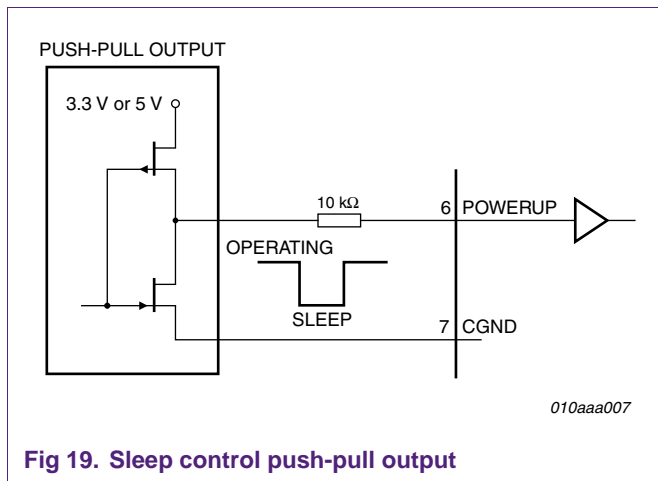 PUSH-PULL OUTPUT
3.3 V or 5 V
10 kΩ
6 POWERUP
OPERATING
SLEEP
7 CGND
010aaa007
Fig 19. Sleep control push-pull output